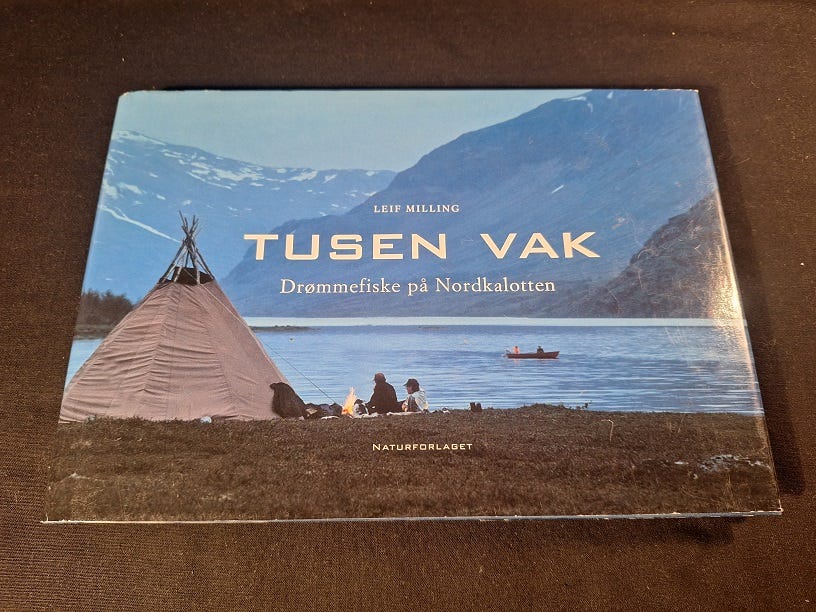 LEIF MILLING
TUSEN VAK
Drømmefiske på Nordkalotten
NATURFORLAGET